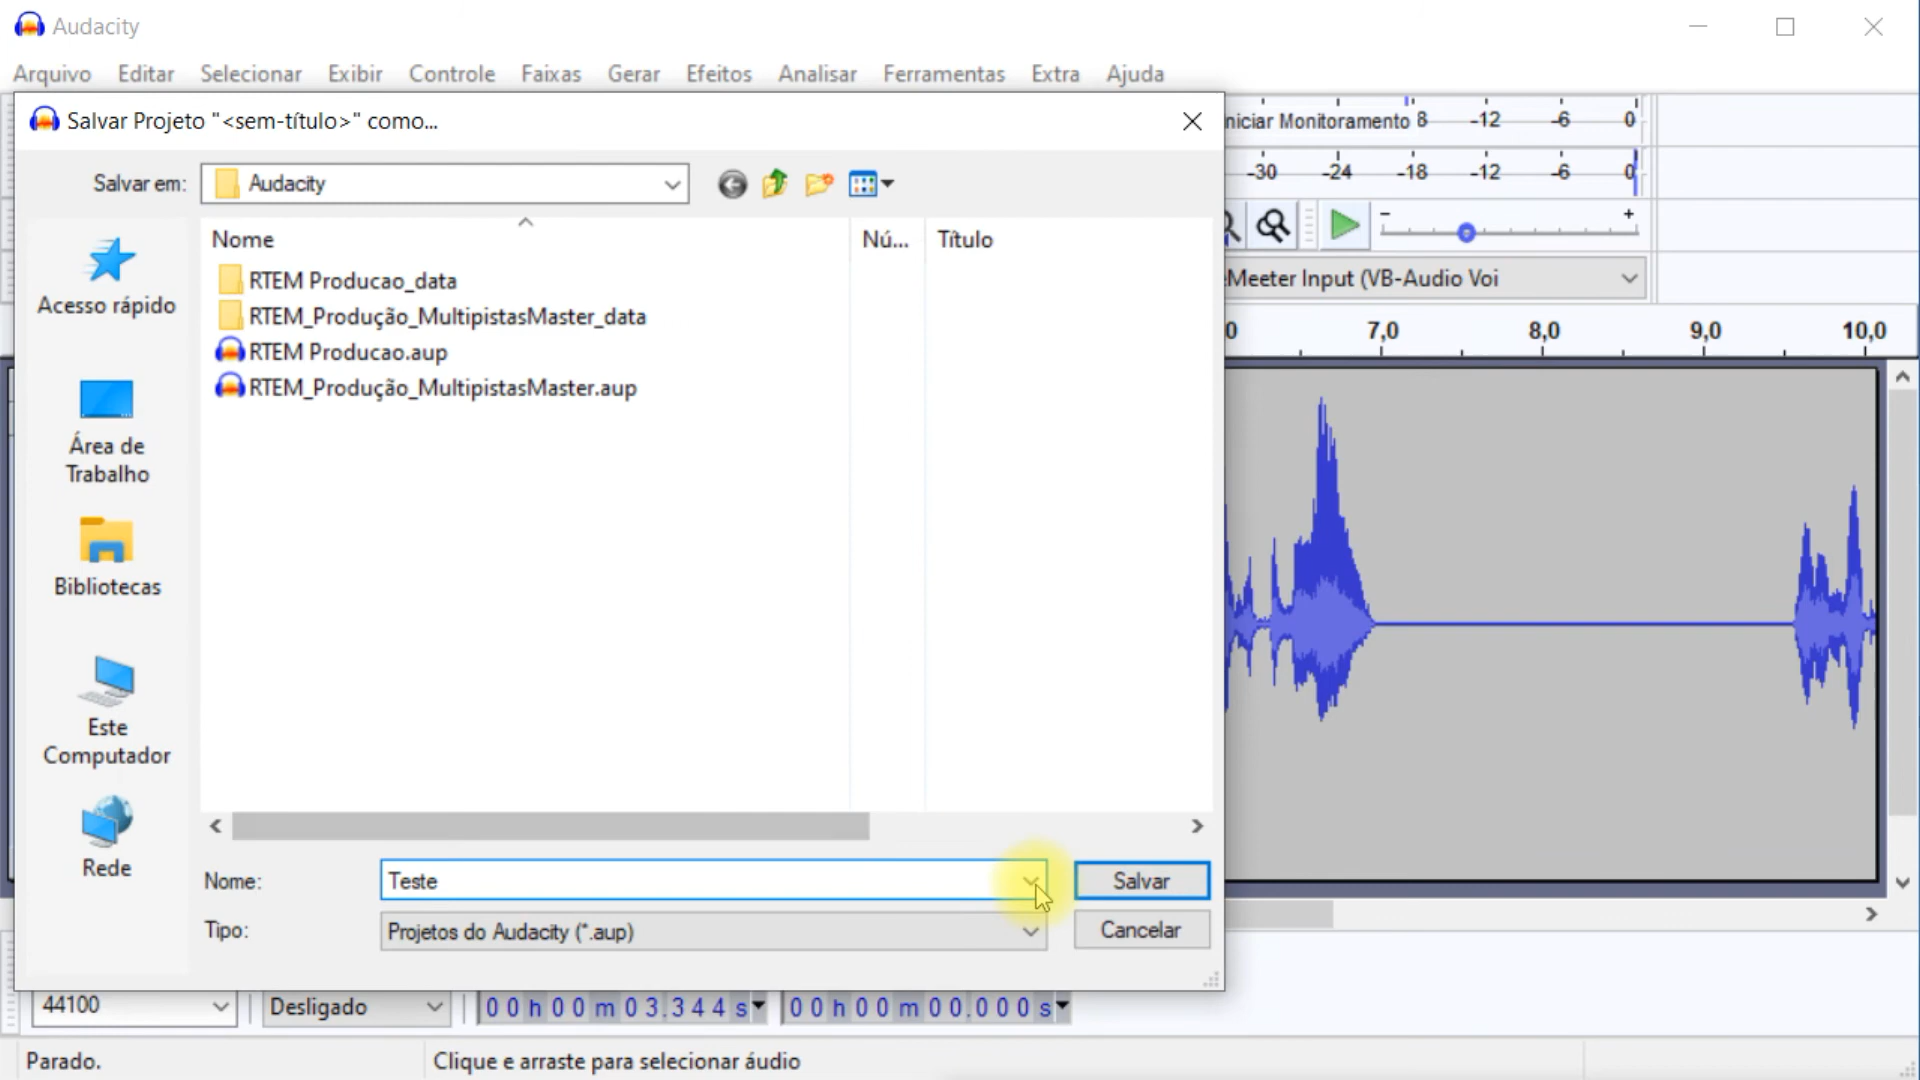 Audacity
Arquivo Editar Selecionar Exibir Controle Faixas Gerar Efeitos Analisar Ferramentas Extra Ajuda
Salvar Projeto "<sem-título>" como...
Salvar em: Audacity
Nome Nú... Título
RTEM Producao_data
RTEM_Produção_MultipistasMaster_data
RTEM Producao.aup
RTEM_Produção_MultipistasMaster.aup
Acesso rápido
Área de
Trabalho
Bibliotecas
Este
Computador
Rede
Nome: Teste Salvar
Tipo: Projetos do Audacity (*.aup) Cancelar
niciar Monitoramento 8 -12 -6 0
-30 -24 -18 -12 -6 0
- +
Meeter Input (VB-Audio Voi
0 7,0 8,0 9,0 10,0
44100 Desligado 00h00m03.344s 00h00m00.000s
Parado. Clique e arraste para selecionar áudio